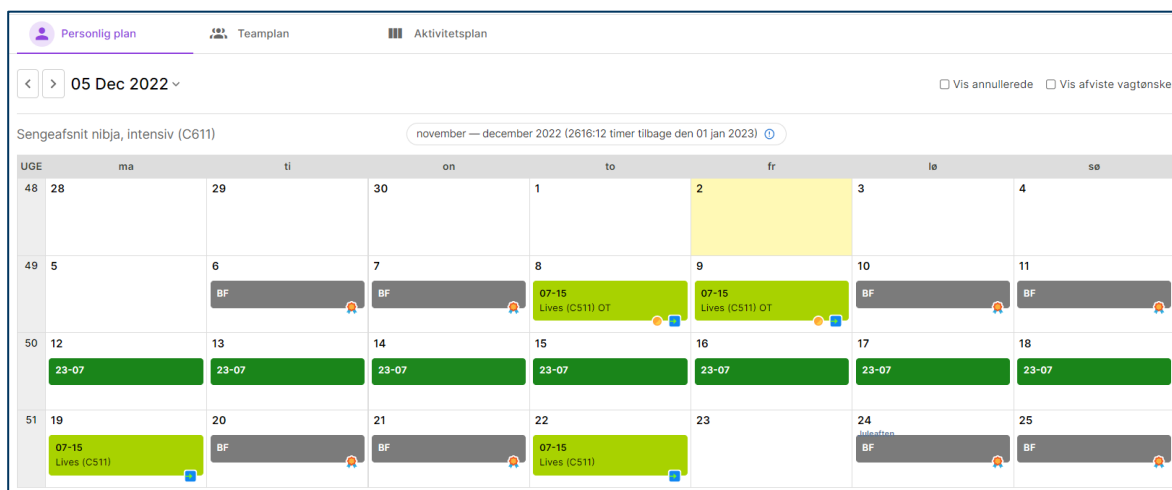 Personlig plan
Teamplan
Aktivitetsplan
05 Dec 2022
Vis annullerede
Vis afviste vagtønske
Sengeafsnit nibja, intensiv (C611)
november — december 2022 (2616:12 timer tilbage den 01 jan 2023)
UGE ma ti on to fr lø sø
48 28 29 30 1 2 3 4
49 5 6 7 8 9 10 11
BF BF 07-15 07-15 BF BF
Lives (C511) OT Lives (C511) OT
50 12 13 14 15 16 17 18
23-07 23-07 23-07 23-07 23-07 23-07 23-07
51 19 20 21 22 23 24 25
Juleaften
07-15 BF BF 07-15 BF BF
Lives (C511) Lives (C511)